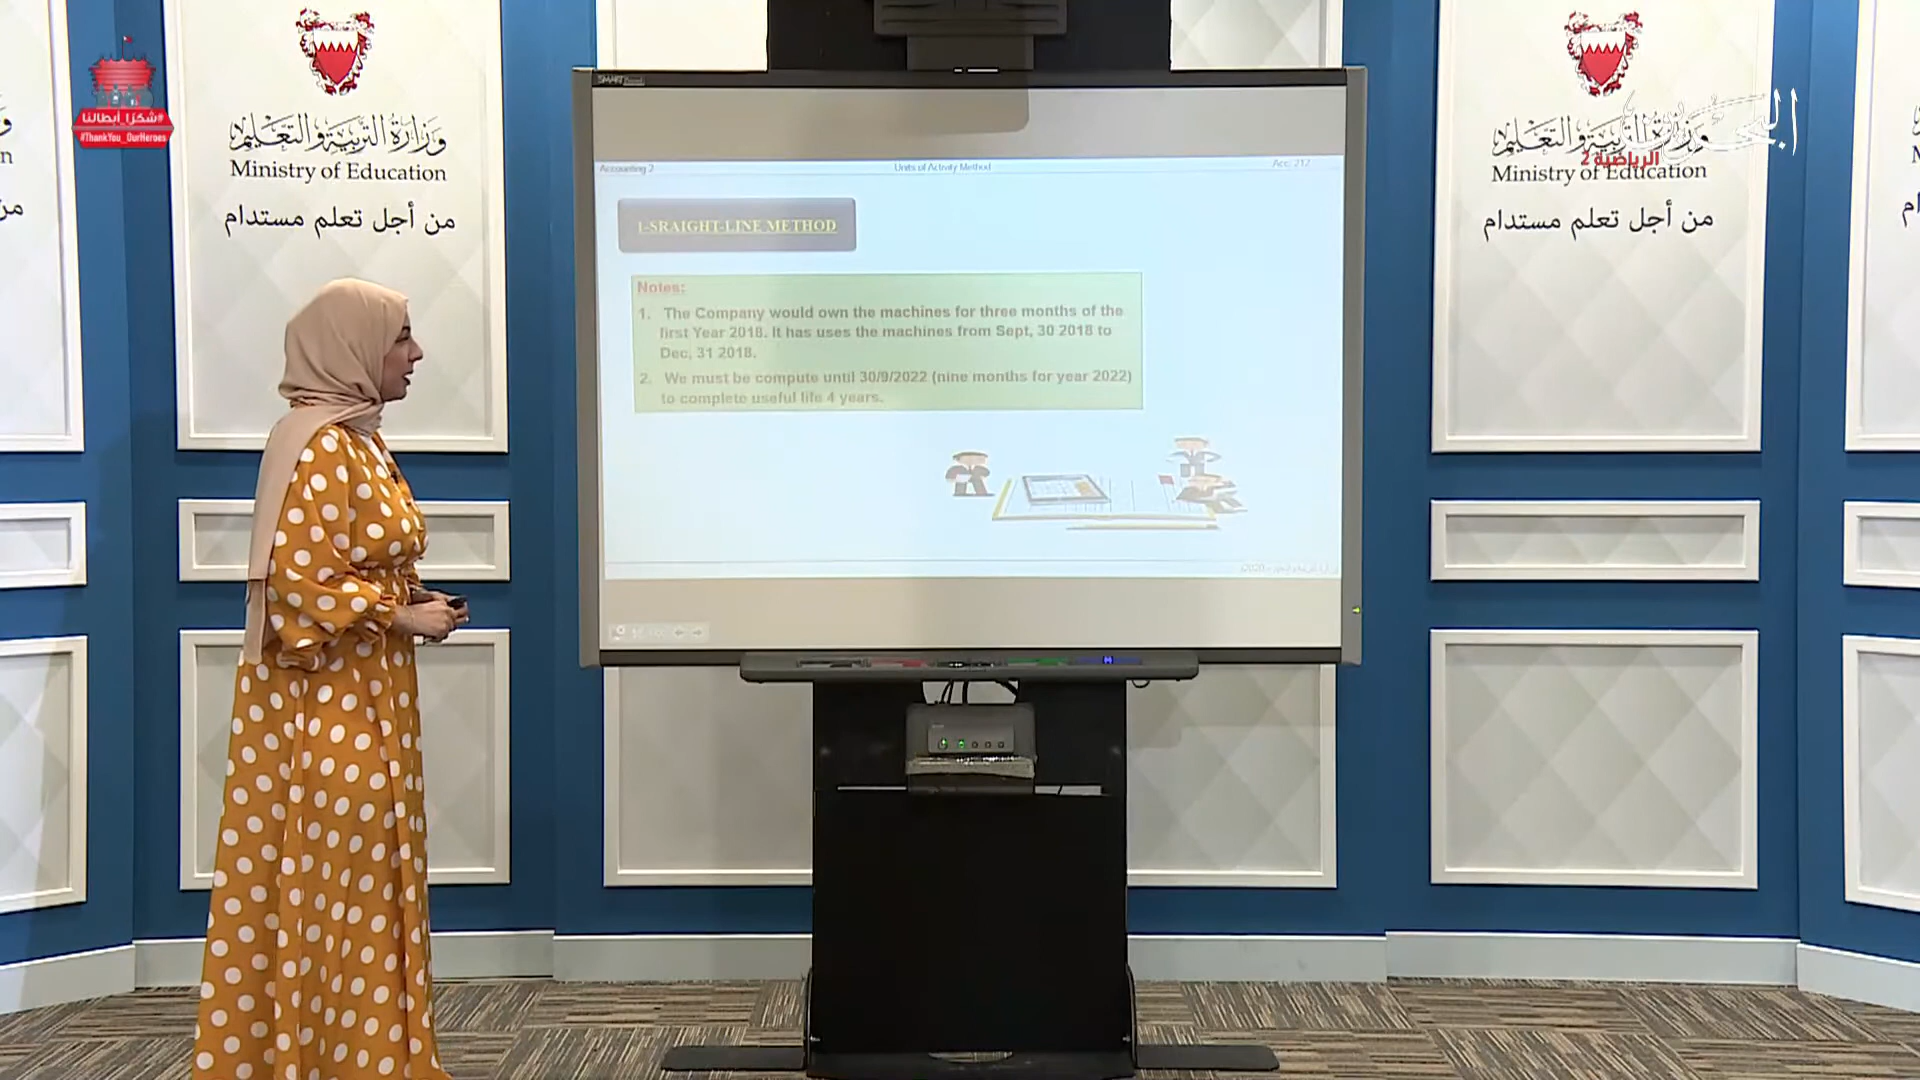 #شكرا_أبطالنا
#ThankYou_OurHeroes
وزارة التربية والتعليم
Ministry of Education
من أجل تعلم مستدام
SMART
Accounting 2
Units of Activity Method
Acc. 212
1-SRAIGHT-LINE METHOD
Notes:
1. The Company would own the machines for three months of the
first Year 2018. It has uses the machines from Sept, 30 2018 to
Dec, 31 2018.
2. We must be compute until 30/9/2022 (nine months for year 2022)
to complete useful life 4 years.
البحرين
الرياضية 2
وزارة التربية والتعليم
Ministry of Education
من أجل تعلم مستدام